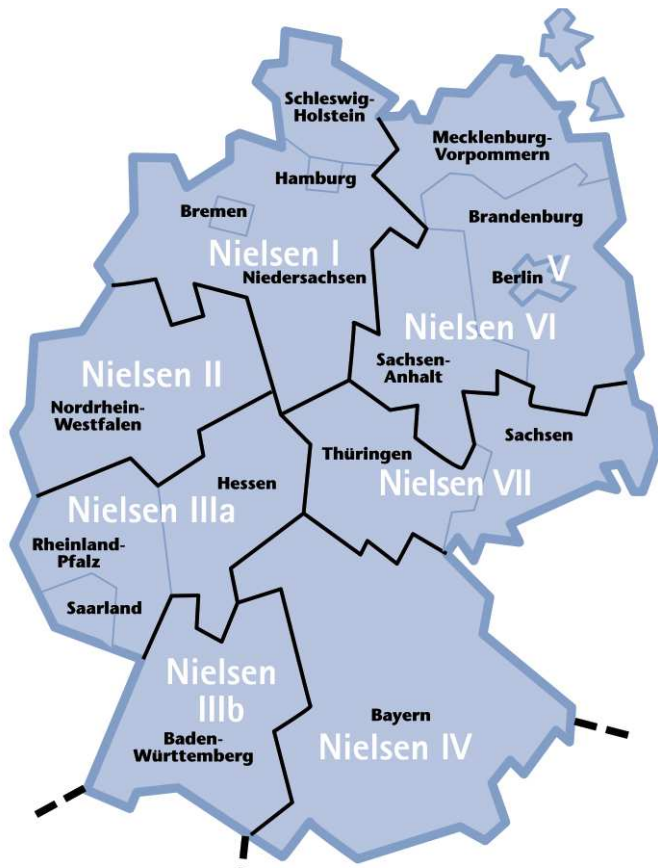 Schleswig-
Holstein
Mecklenburg-
Vorpommern
Hamburg
Bremen
Brandenburg
Nielsen I
Niedersachsen
Berlin
V
Nielsen VI
Nielsen II
Sachsen-
Anhalt
Nordrhein-
Westfalen
Sachsen
Thüringen
Hessen
Nielsen VII
Nielsen IIIa
Rheinland-
Pfalz
Saarland
Nielsen
IIIb
Bayern
Baden-
Württemberg
Nielsen IV